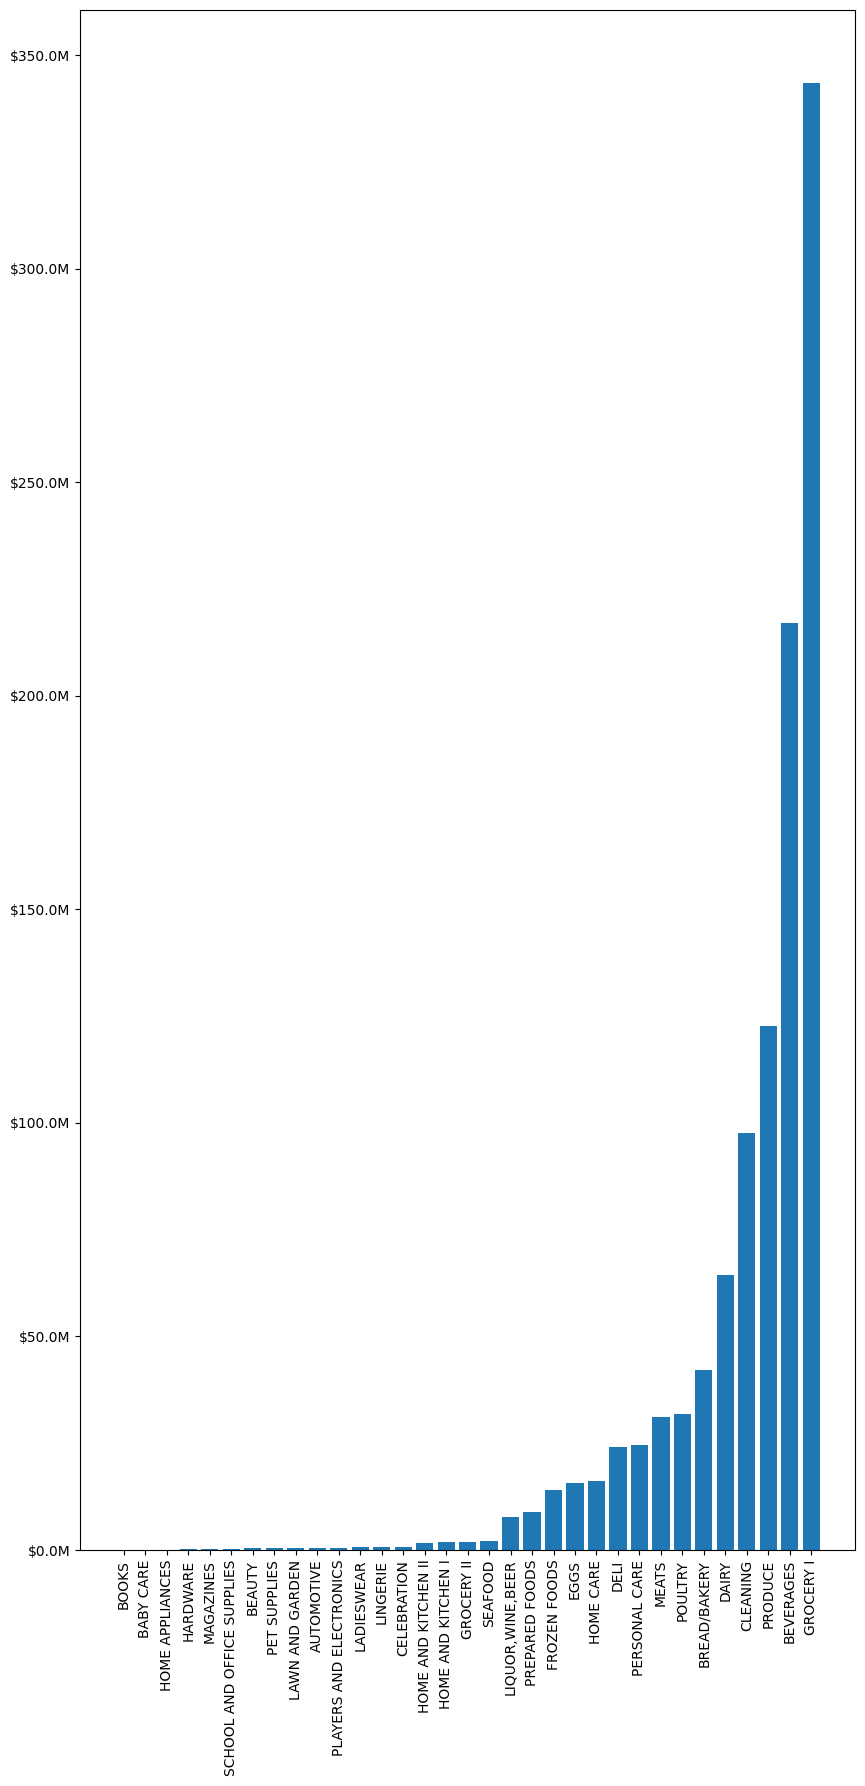 $350.0M
$300.0M
$250.0M
$200.0M
$150.0M
$100.0M
$50.0M
$0.0M
BOOKS
BABY CARE
HOME APPLIANCES
HARDWARE
MAGAZINES
SCHOOL AND OFFICE SUPPLIES
BEAUTY
PET SUPPLIES
LAWN AND GARDEN
AUTOMOTIVE
PLAYERS AND ELECTRONICS
LADIESWEAR
LINGERIE
CELEBRATION
HOME AND KITCHEN II
HOME AND KITCHEN I
GROCERY II
SEAFOOD
LIQUOR,WINE,BEER
PREPARED FOODS
FROZEN FOODS
EGGS
HOME CARE
DELI
PERSONAL CARE
MEATS
POULTRY
BREAD/BAKERY
DAIRY
CLEANING
PRODUCE
BEVERAGES
GROCERY I